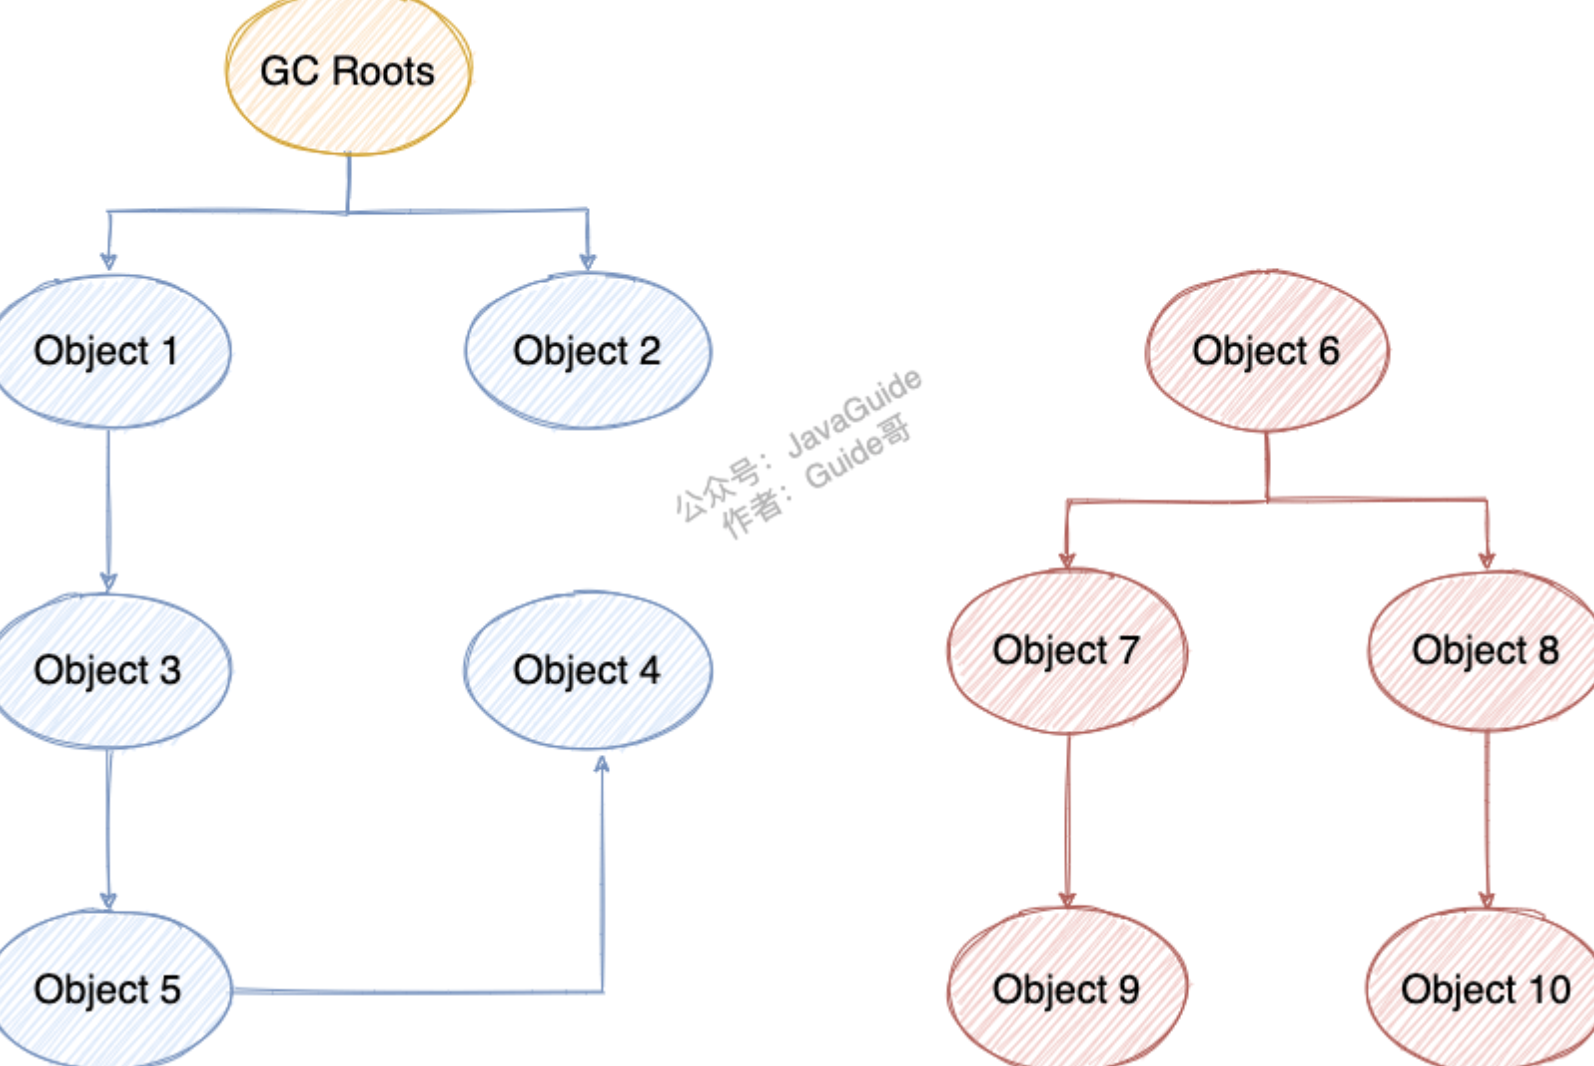 GC Roots
Object 1
Object 2
Object 6
公众号：JavaGuide
作者：Guide哥
Object 3
Object 4
Object 7
Object 8
Object 5
Object 9
Object 10